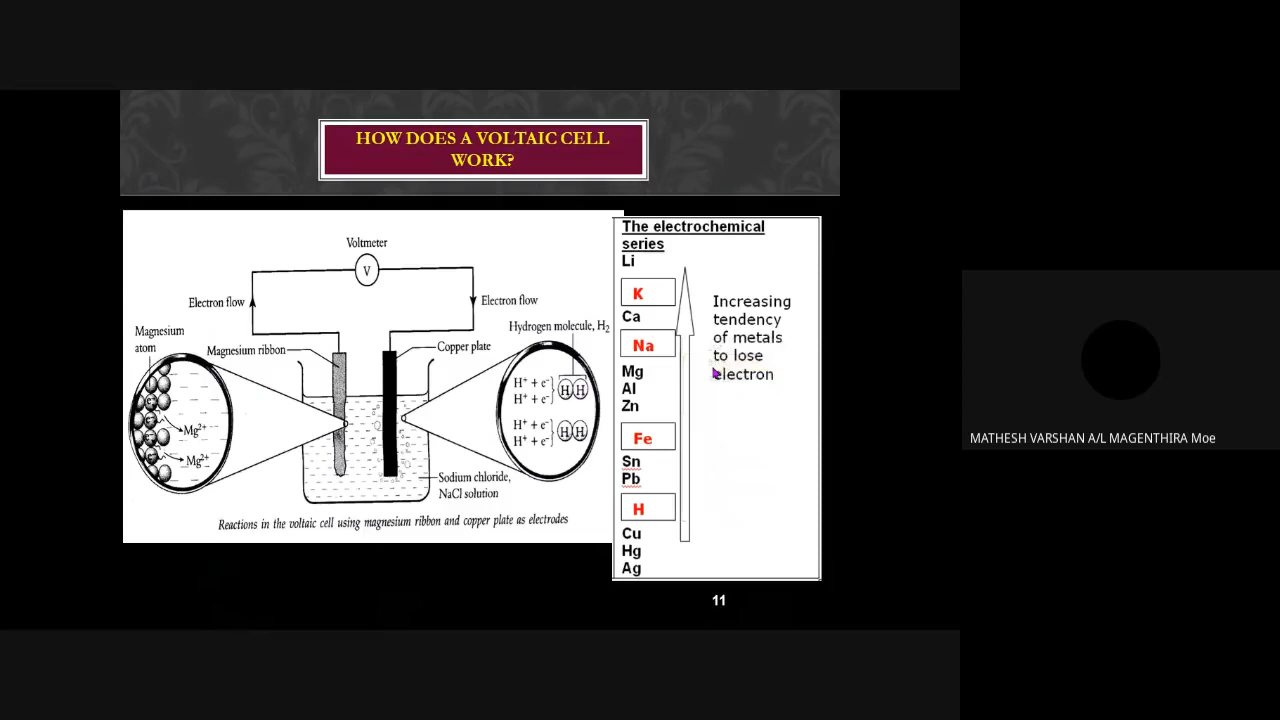 HOW DOES A VOLTAIC CELL
WORK?
Voltmeter
V
Electron flow
Electron flow
Magnesium
atom
Magnesium ribbon
Copper plate
Hydrogen molecule, H₂
H⁺ + e⁻
H⁺ + e⁻
H H
H⁺ + e⁻
H⁺ + e⁻
H H
Mg²⁺
Mg²⁺
Sodium chloride,
NaCl solution
Reactions in the voltaic cell using magnesium ribbon and copper plate as electrodes
The electrochemical
series
Li
K
Ca
Na
Mg
Al
Zn
Fe
Sn
Pb
H
Cu
Hg
Ag
Increasing
tendency
of metals
to lose
electron
11
MATHESH VARSHAN A/L MAGENTHIRA Moe